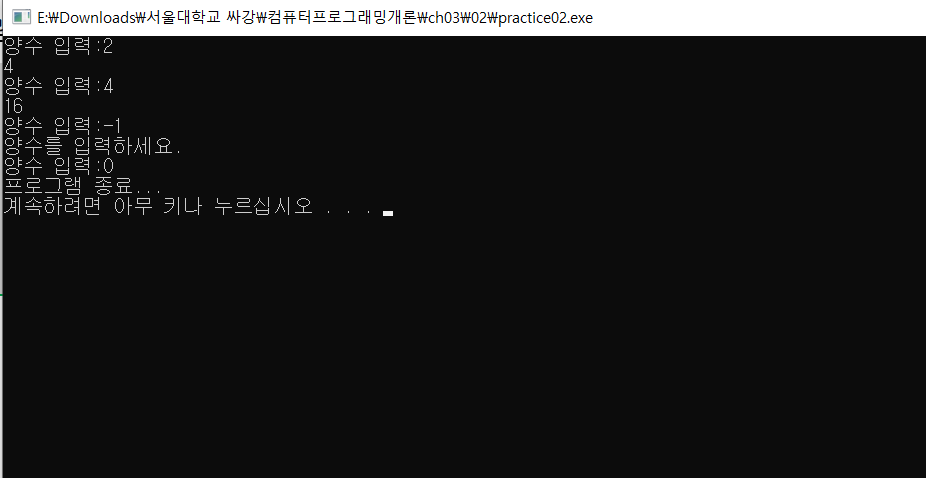 E:\Downloads\서울대학교 싸강\컴퓨터프로그래밍개론\ch03\02\practice02.exe
양수 입력:2
4
양수 입력:4
16
양수 입력:-1
양수를 입력하세요.
양수 입력:0
프로그램 종료...
계속하려면 아무 키나 누르십시오 . . .